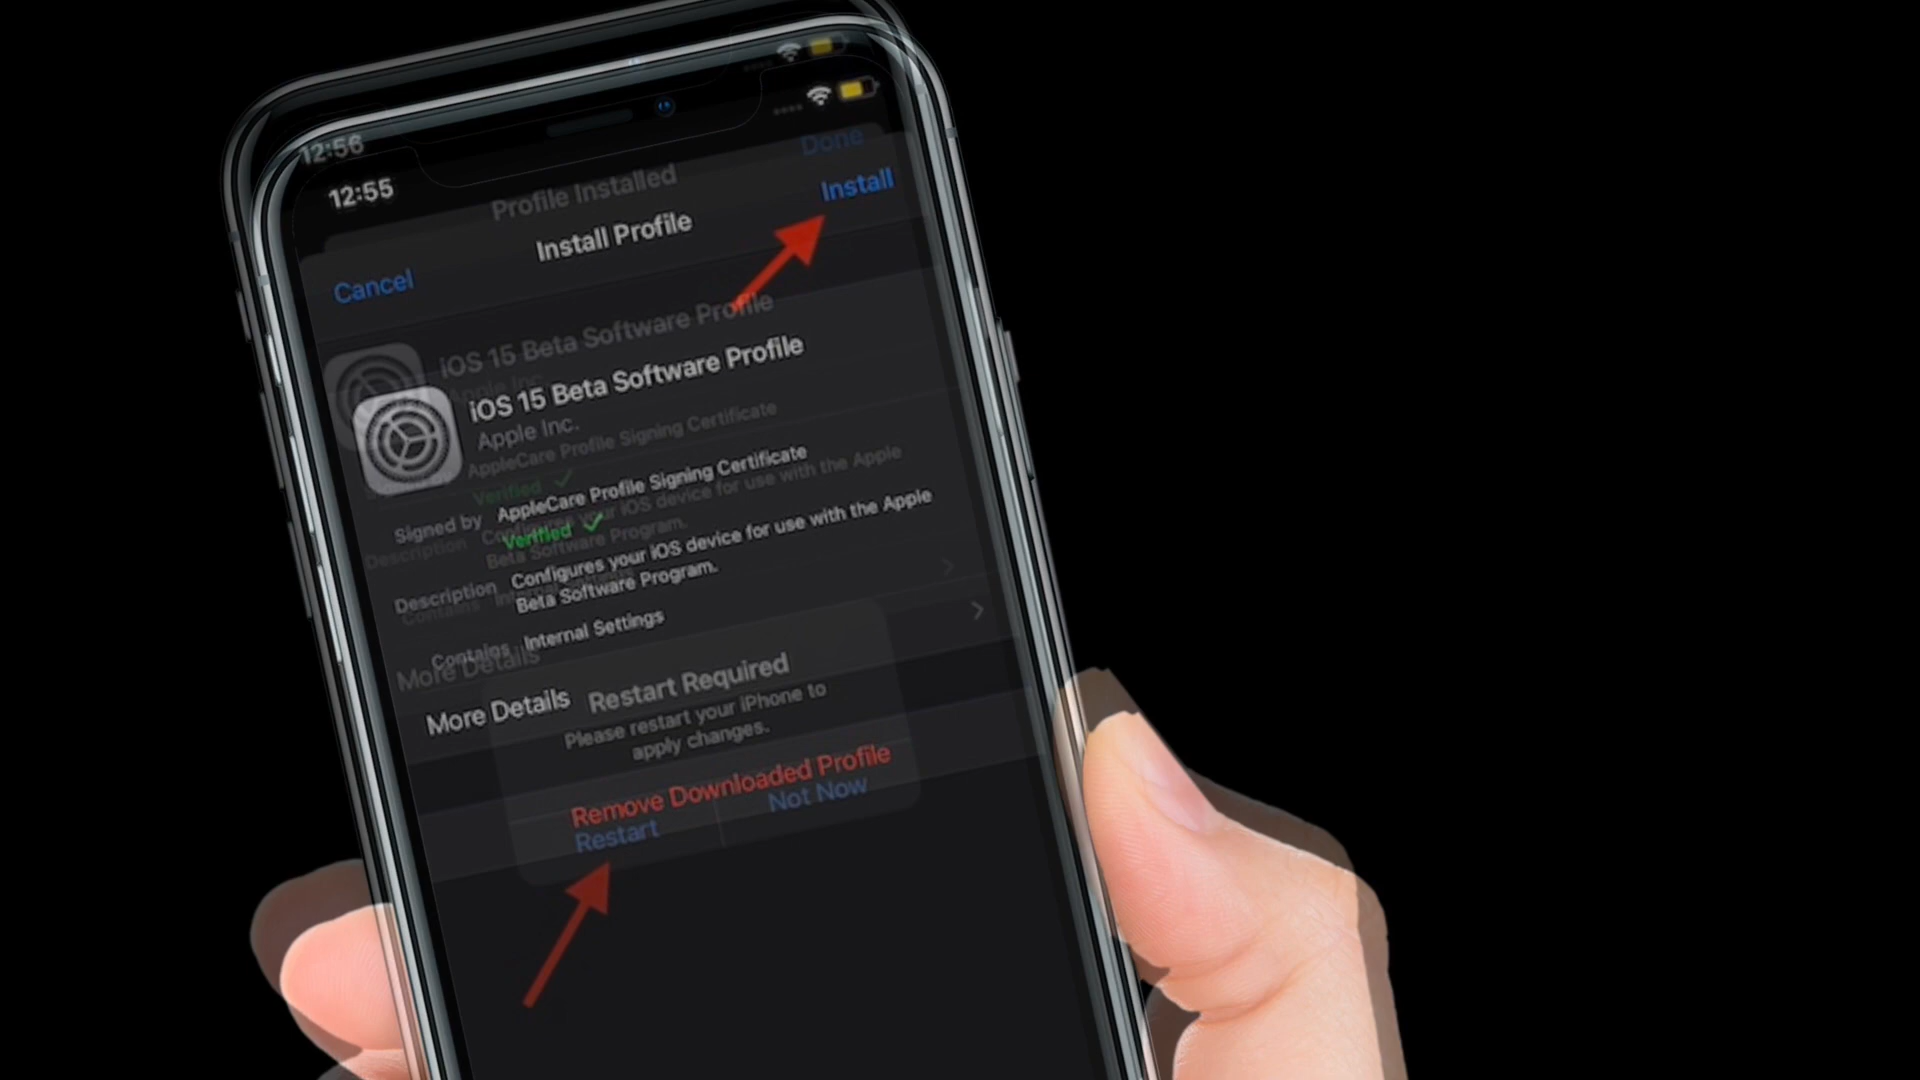 12:56
12:55
Done
Profile Installed
Install
Install Profile
Cancel
iOS 15 Beta Software Profile
Apple Inc.
iOS 15 Beta Software Profile
Apple Inc.
AppleCare Profile Signing Certificate
Verified
Signed by AppleCare Profile Signing Certificate
Verified
Description Configures your iOS device for use with the Apple
Beta Software Program.
Description Configures your iOS device for use with the Apple
Beta Software Program.
Contains Internal Settings
Contains Internal Settings
More Details
More Details
Restart Required
Please restart your iPhone to
apply changes.
Remove Downloaded Profile
Restart Not Now